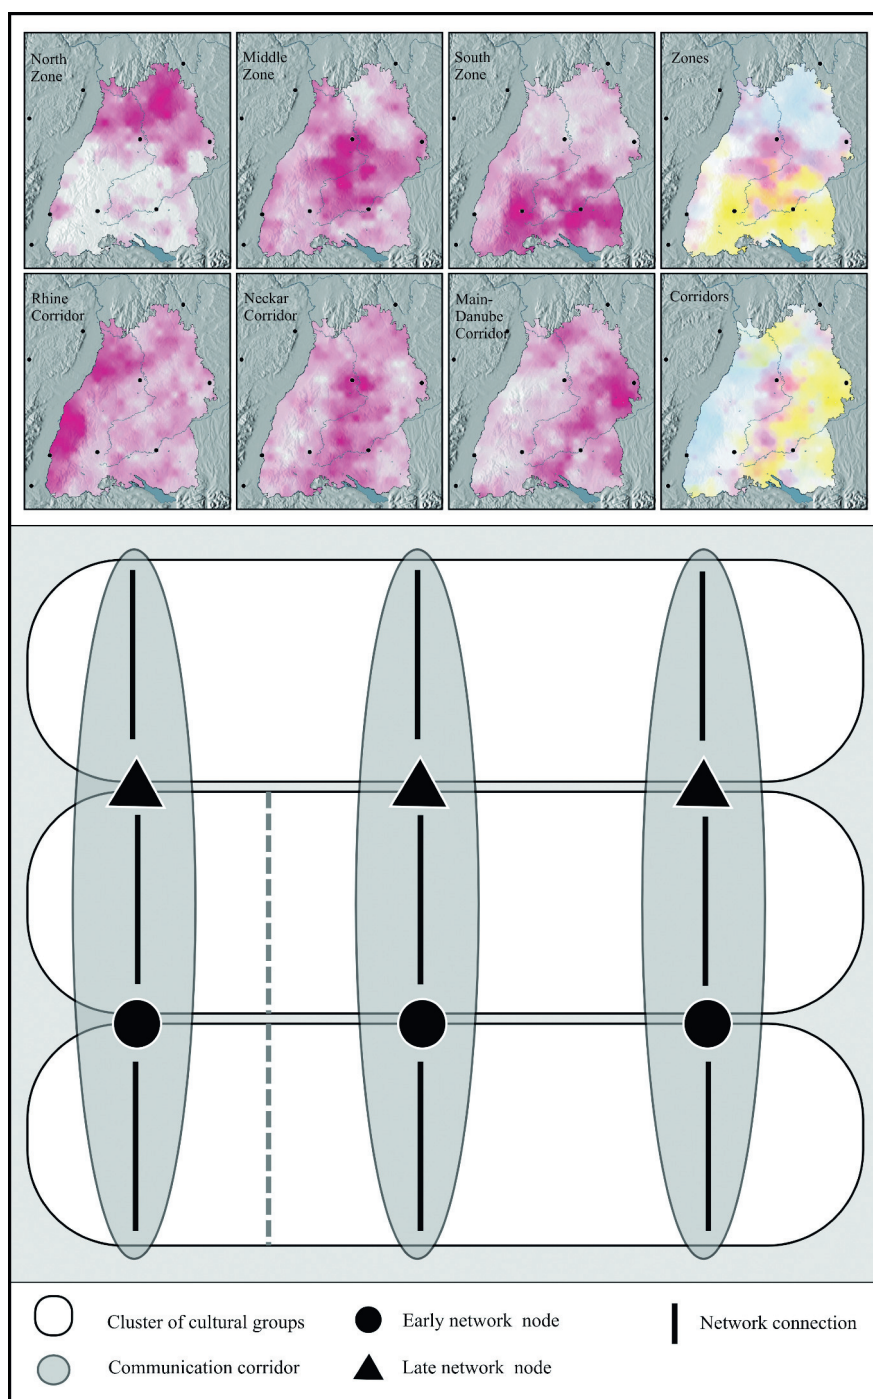 North
Zone
Middle
Zone
South
Zone
Zones
Rhine
Corridor
Neckar
Corridor
Main-
Danube
Corridor
Corridors
Cluster of cultural groups
Early network node
Network connection
Communication corridor
Late network node